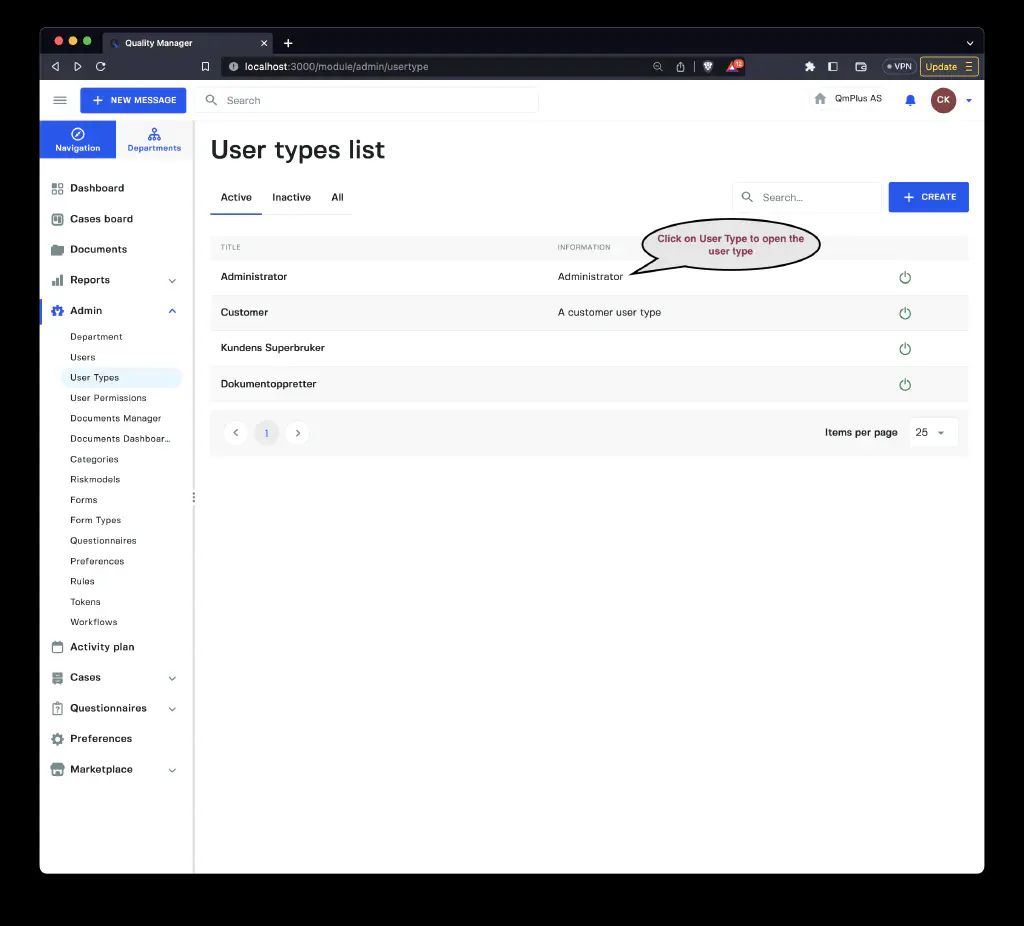 Quality Manager
localhost:3000/module/admin/usertype
12
VPN
Update
NEW MESSAGE
Search
QmPlus AS
CK
Navigation
Departments
Dashboard
Cases board
Documents
Reports
Admin
Department
Users
User Types
User Permissions
Documents Manager
Documents Dashboar...
Categories
Riskmodels
Forms
Form Types
Questionnaires
Preferences
Rules
Tokens
Workflows
Activity plan
Cases
Questionnaires
Preferences
Marketplace
User types list
Active Inactive All
Search...
CREATE
Click on User Type to open the
user type
TITLE INFORMATION
Administrator Administrator
Customer A customer user type
Kundens Superbruker
Dokumentoppretter
1
Items per page 25